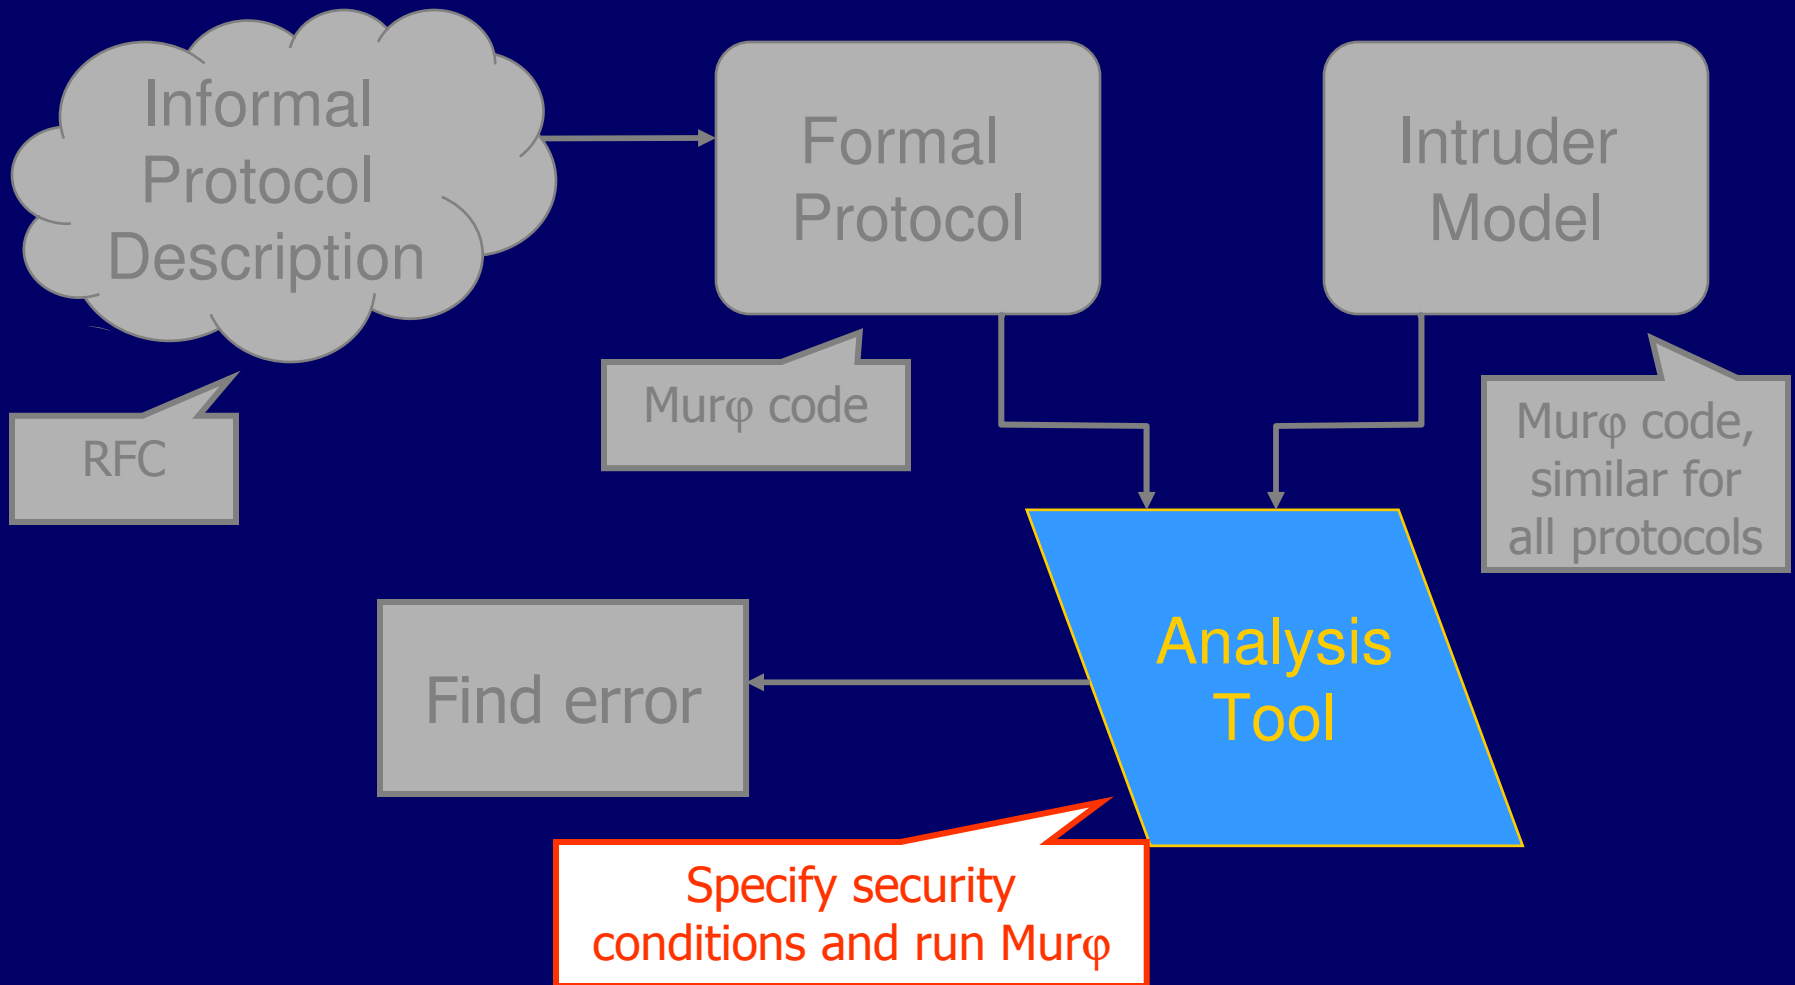 Informal
Protocol
Description
Formal
Protocol
Intruder
Model
RFC
Murφ code
Murφ code,
similar for
all protocols
Analysis
Tool
Find error
Specify security
conditions and run Murφ